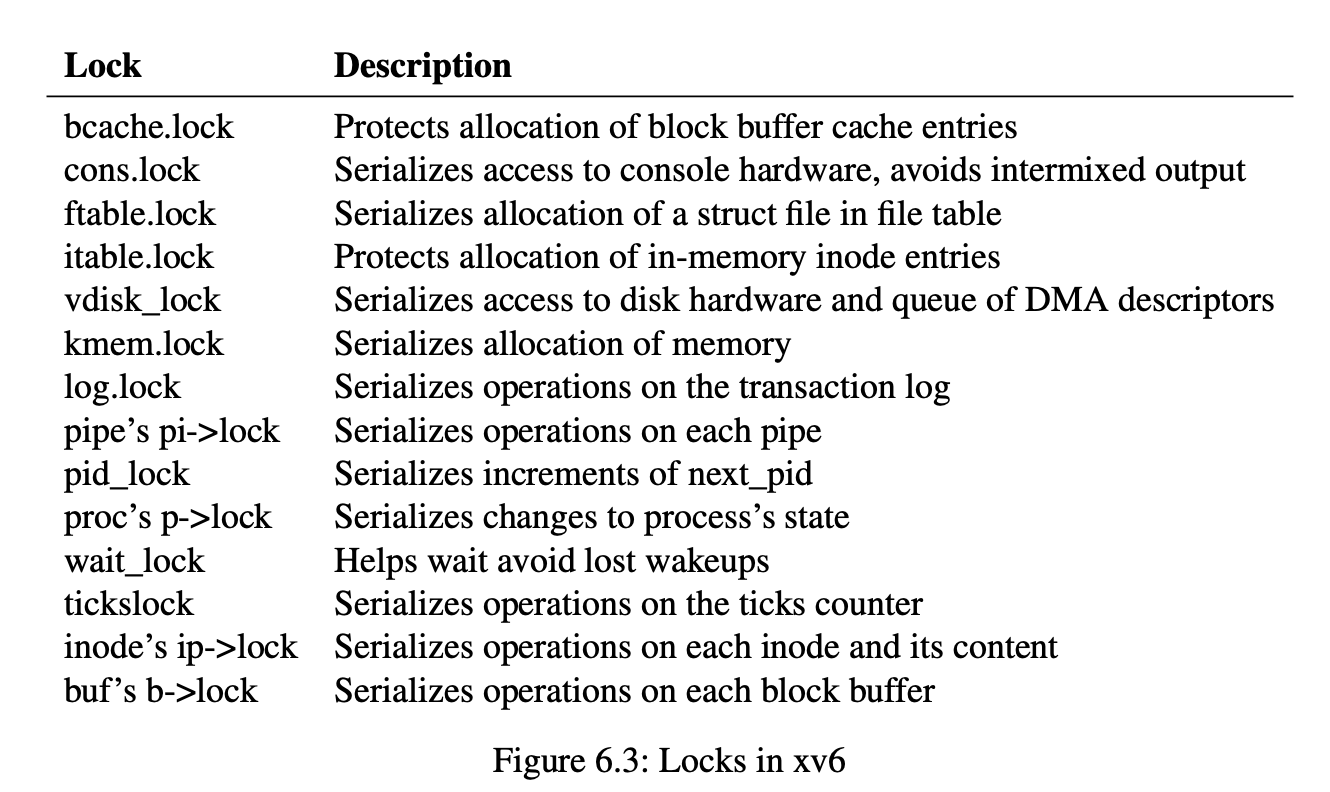 Lock Description
bcache.lock Protects allocation of block buffer cache entries
cons.lock Serializes access to console hardware, avoids intermixed output
ftable.lock Serializes allocation of a struct file in file table
itable.lock Protects allocation of in-memory inode entries
vdisk_lock Serializes access to disk hardware and queue of DMA descriptors
kmem.lock Serializes allocation of memory
log.lock Serializes operations on the transaction log
pipe’s pi->lock Serializes operations on each pipe
pid_lock Serializes increments of next_pid
proc’s p->lock Serializes changes to process’s state
wait_lock Helps wait avoid lost wakeups
tickslock Serializes operations on the ticks counter
inode’s ip->lock Serializes operations on each inode and its content
buf’s b->lock Serializes operations on each block buffer
Figure 6.3: Locks in xv6